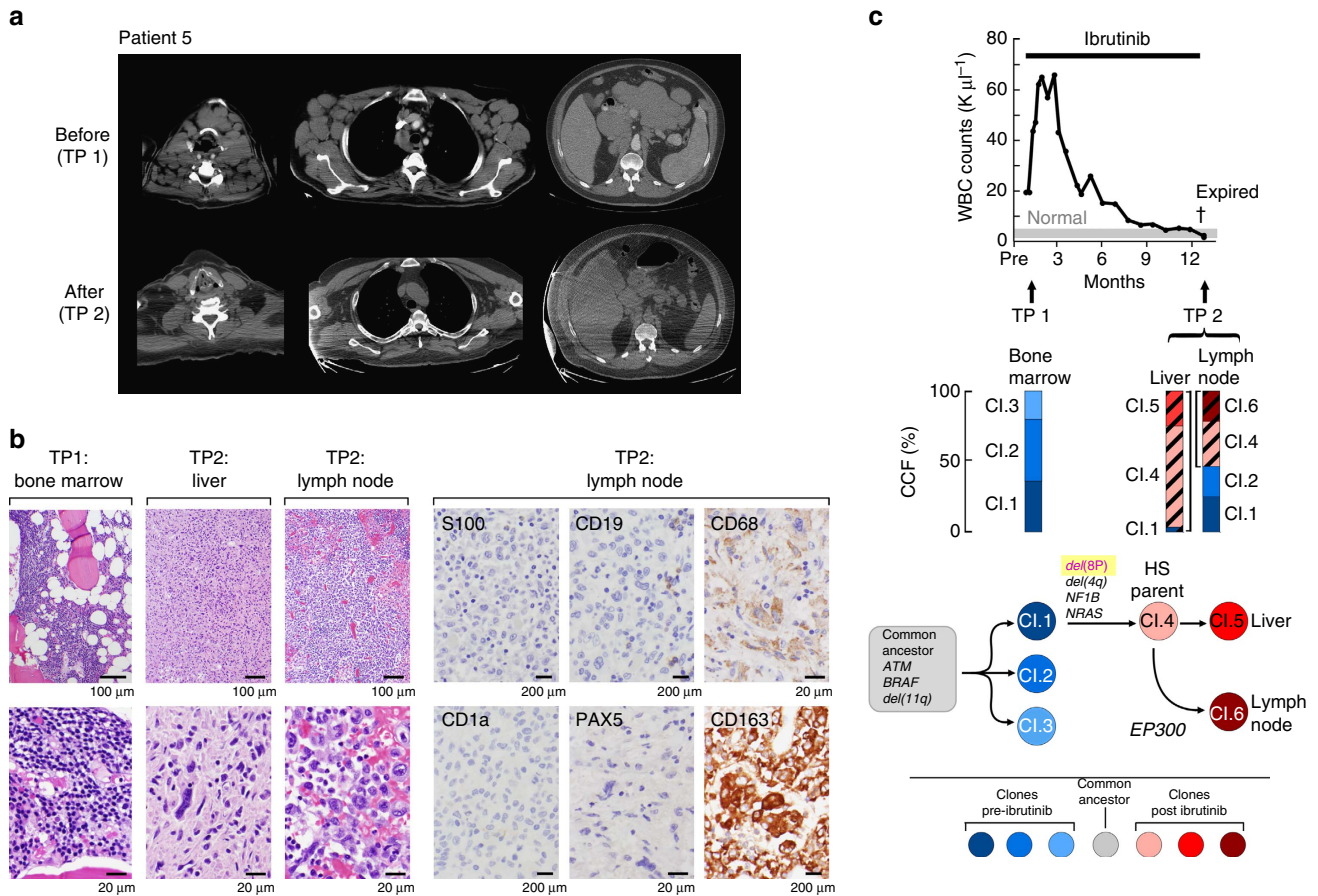 a
Patient 5
Before
(TP 1)
After
(TP 2)
b
TP1:
bone marrow
TP2:
liver
TP2:
lymph node
TP2:
lymph node
S100
CD19
CD68
100 µm
100 µm
100 µm
200 µm
200 µm
20 µm
CD1a
PAX5
CD163
20 µm
20 µm
20 µm
200 µm
20 µm
200 µm
c
80
60
40
20
0
WBC counts (K µl⁻¹)
Ibrutinib
Normal
Expired
†
Pre
3
6
9
12
Months
TP 1
TP 2
Bone
marrow
Liver
Lymph
node
100
50
0
CCF (%)
Cl.3
Cl.2
Cl.1
Cl.5
Cl.4
Cl.1
Cl.6
Cl.4
Cl.2
Cl.1
del(8P)
del(4q)
NF1B
NRAS
HS
parent
Common
ancestor
ATM
BRAF
del(11q)
Cl.1
Cl.2
Cl.3
Cl.4
Cl.5
Liver
Cl.6
Lymph
node
EP300
Clones
pre-ibrutinib
Common
ancestor
Clones
post ibrutinib